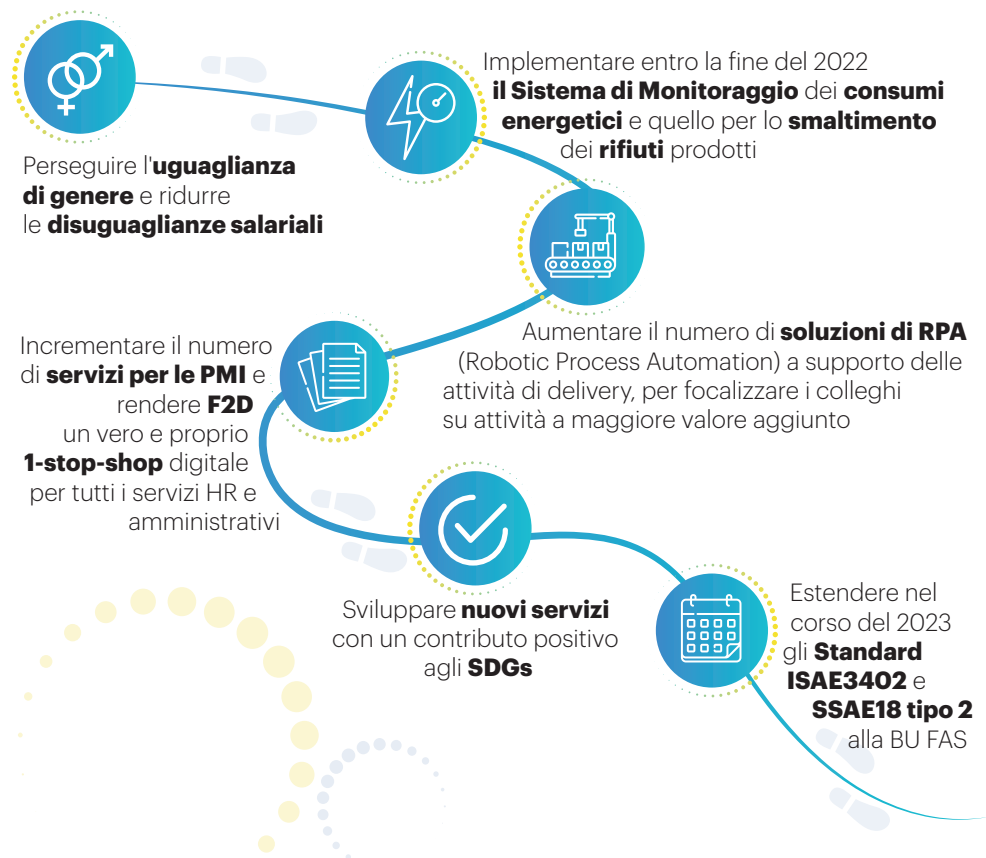 Perseguire l'uguaglianza
di genere e ridurre
le disuguaglianze salariali
Implementare entro la fine del 2022
il Sistema di Monitoraggio dei consumi
energetici e quello per lo smaltimento
dei rifiuti prodotti
Aumentare il numero di soluzioni di RPA
(Robotic Process Automation) a supporto delle
attività di delivery, per focalizzare i colleghi
su attività a maggiore valore aggiunto
Incrementare il numero
di servizi per le PMI e
rendere F2D
un vero e proprio
1-stop-shop digitale
per tutti i servizi HR e
amministrativi
Sviluppare nuovi servizi
con un contributo positivo
agli SDGs
Estendere nel
corso del 2023
gli Standard
ISAE3402 e
SSAE18 tipo 2
alla BU FAS